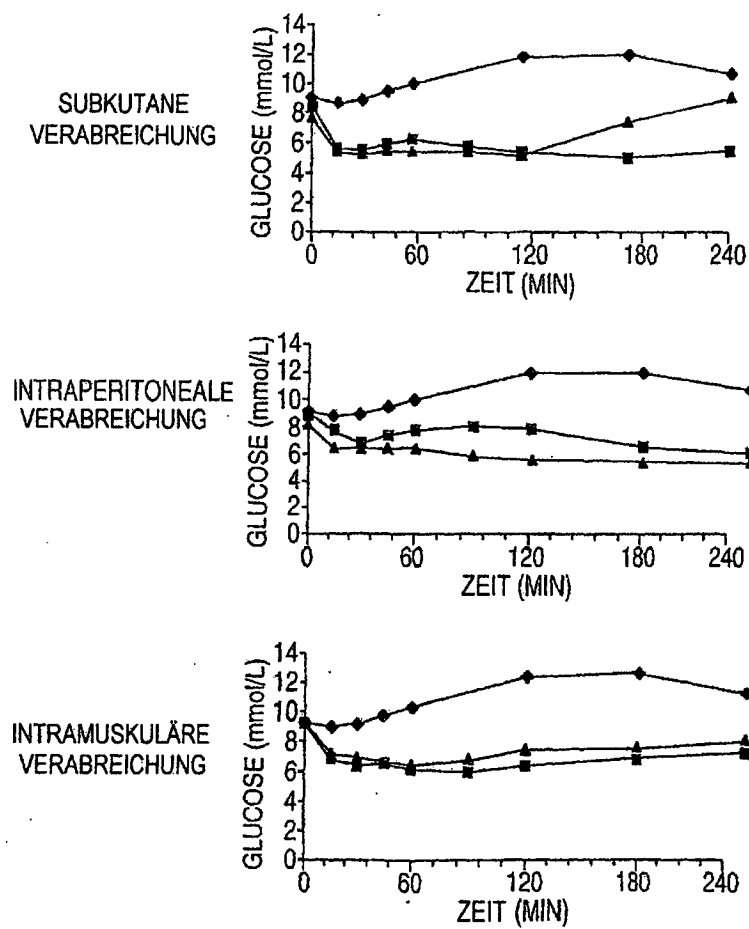 SUBKUTANE
VERABREICHUNG
GLUCOSE (mmol/L)
14
12
10
8
6
4
2
0
0 60 120 180 240
ZEIT (MIN)
INTRAPERITONEALE
VERABREICHUNG
GLUCOSE (mmol/L)
14
12
10
8
6
4
2
0
0 60 120 180 240
ZEIT (MIN)
INTRAMUSKULÄRE
VERABREICHUNG
GLUCOSE (mmol/L)
14
12
10
8
6
4
2
0
0 60 120 180 240
ZEIT (MIN)